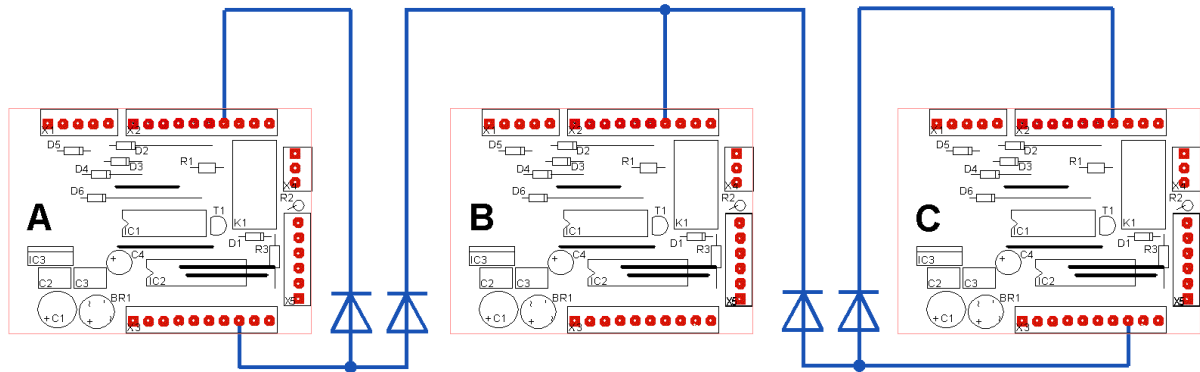 X1 X2
D5 D2
D4 D3 R1
X4
D6 R2
A IC1 T1
K1
D1 R3
IC3 C4
C2 C3 IC2
BR1 X5
+C1
X3
X1 X2
D5 D2
D4 D3 R1
X4
D6 R2
B IC1 T1
K1
D1 R3
IC3 C4
C2 C3 IC2
BR1 X5
+C1
X3
X1 X2
D5 D2
D4 D3 R1
X4
D6 R2
C IC1 T1
K1
D1 R3
IC3 C4
C2 C3 IC2
BR1 X5
+C1
X3